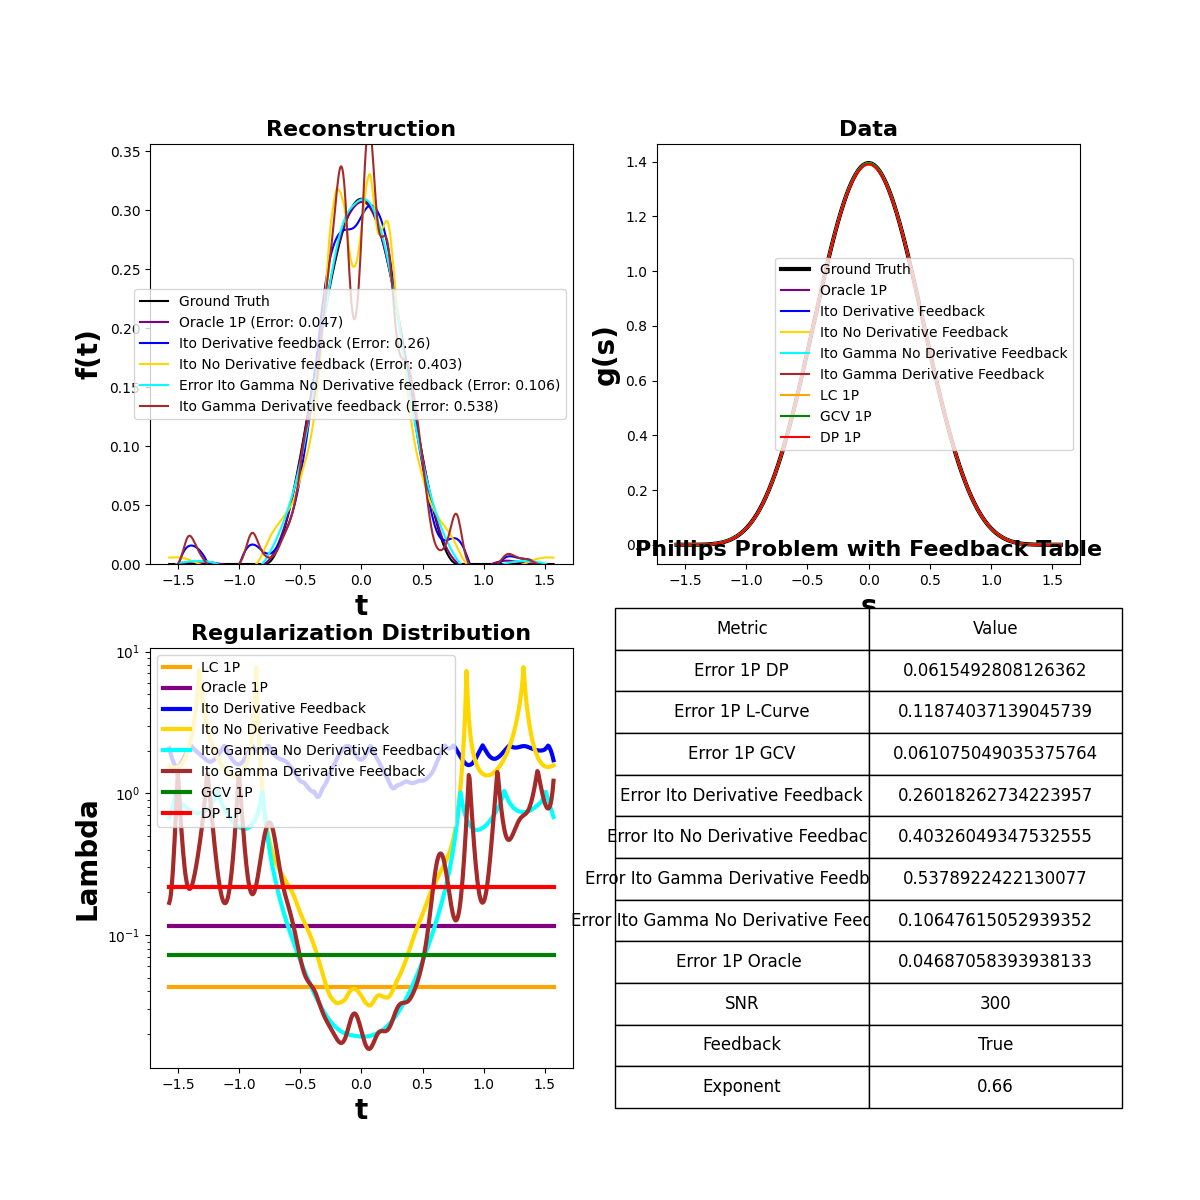 Reconstruction
f(t)
0.35
0.30
0.25
0.20
0.15
0.10
0.05
0.00
Ground Truth
Oracle 1P (Error: 0.047)
Ito Derivative feedback (Error: 0.26)
Ito No Derivative feedback (Error: 0.403)
Error Ito Gamma No Derivative feedback (Error: 0.106)
Ito Gamma Derivative feedback (Error: 0.538)
−1.5 −1.0 −0.5 0.0 0.5 1.0 1.5
t
Data
g(s)
1.4
1.2
1.0
0.8
0.6
0.4
0.2
Ground Truth
Oracle 1P
Ito Derivative Feedback
Ito No Derivative Feedback
Ito Gamma No Derivative Feedback
Ito Gamma Derivative Feedback
LC 1P
GCV 1P
DP 1P
−1.5 −1.0 −0.5 0.0 0.5 1.0 1.5
s
Regularization Distribution
Lambda
10¹
10⁰
10⁻¹
LC 1P
Oracle 1P
Ito Derivative Feedback
Ito No Derivative Feedback
Ito Gamma No Derivative Feedback
Ito Gamma Derivative Feedback
GCV 1P
DP 1P
−1.5 −1.0 −0.5 0.0 0.5 1.0 1.5
t
Phillips Problem with Feedback Table
Metric Value
Error 1P DP 0.0615492808126362
Error 1P L-Curve 0.11874037139045739
Error 1P GCV 0.061075049035375764
Error Ito Derivative Feedback 0.26018262734223957
Error Ito No Derivative Feedbac 0.40326049347532555
Error Ito Gamma Derivative Feedb 0.5378922422130077
Error Ito Gamma No Derivative Feed 0.10647615052939352
Error 1P Oracle 0.04687058393938133
SNR 300
Feedback True
Exponent 0.66